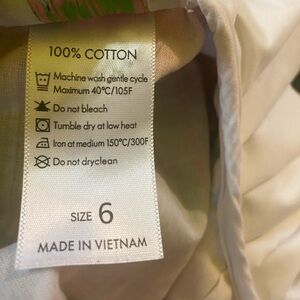 100% COTTON
Machine wash gentle cycle
Maximum 40°C/105F
Do not bleach
Tumble dry at low heat
Iron at medium 150°C/300F
Do not dryclean
SIZE 6
MADE IN VIETNAM